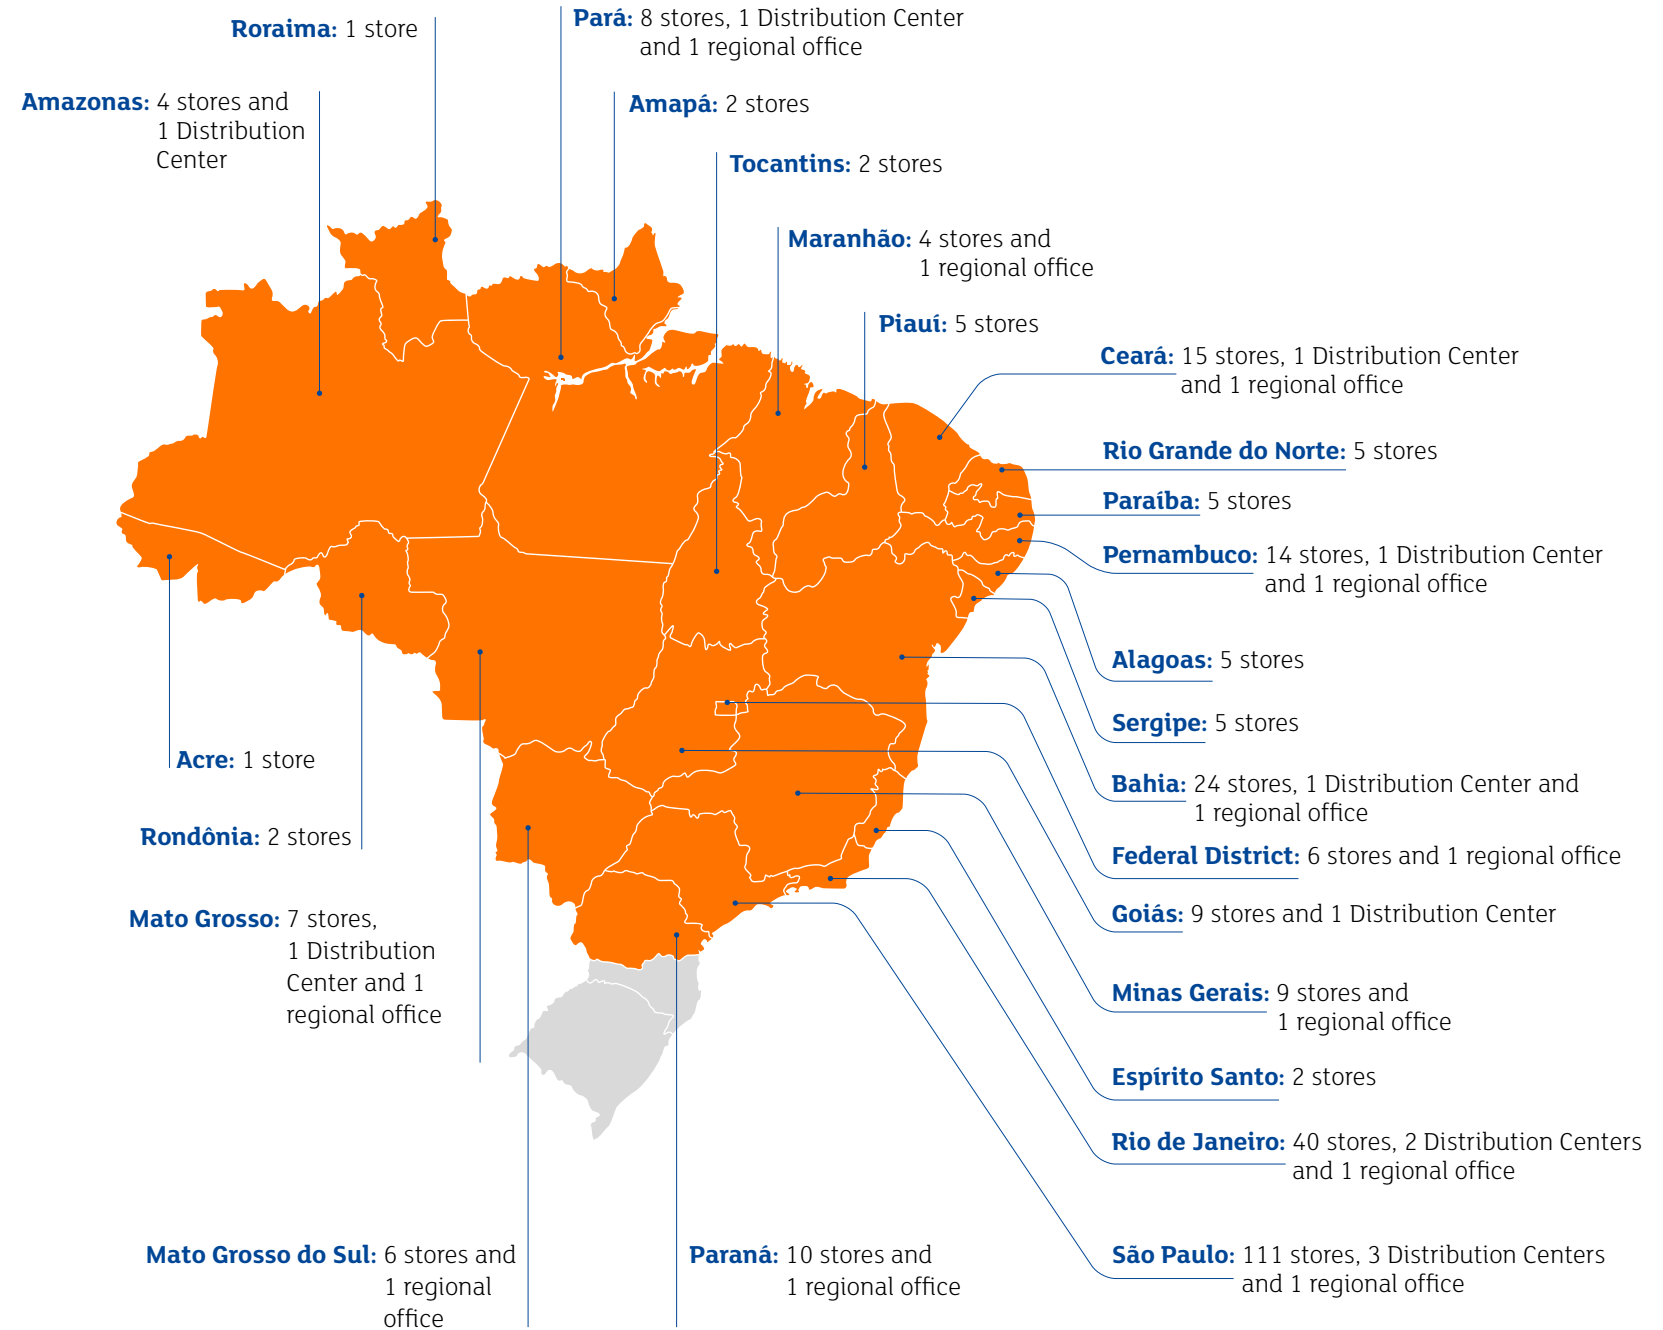 Roraima: 1 store
Pará: 8 stores, 1 Distribution Center
and 1 regional office
Amazonas: 4 stores and
1 Distribution
Center
Amapá: 2 stores
Tocantins: 2 stores
Maranhão: 4 stores and
1 regional office
Piauí: 5 stores
Ceará: 15 stores, 1 Distribution Center
and 1 regional office
Rio Grande do Norte: 5 stores
Paraíba: 5 stores
Pernambuco: 14 stores, 1 Distribution Center
and 1 regional office
Alagoas: 5 stores
Sergipe: 5 stores
Acre: 1 store
Bahia: 24 stores, 1 Distribution Center and
1 regional office
Rondônia: 2 stores
Federal District: 6 stores and 1 regional office
Mato Grosso: 7 stores,
1 Distribution
Center and 1
regional office
Goiás: 9 stores and 1 Distribution Center
Minas Gerais: 9 stores and
1 regional office
Espírito Santo: 2 stores
Rio de Janeiro: 40 stores, 2 Distribution Centers
and 1 regional office
Mato Grosso do Sul: 6 stores and
1 regional
office
Paraná: 10 stores and
1 regional office
São Paulo: 111 stores, 3 Distribution Centers
and 1 regional office